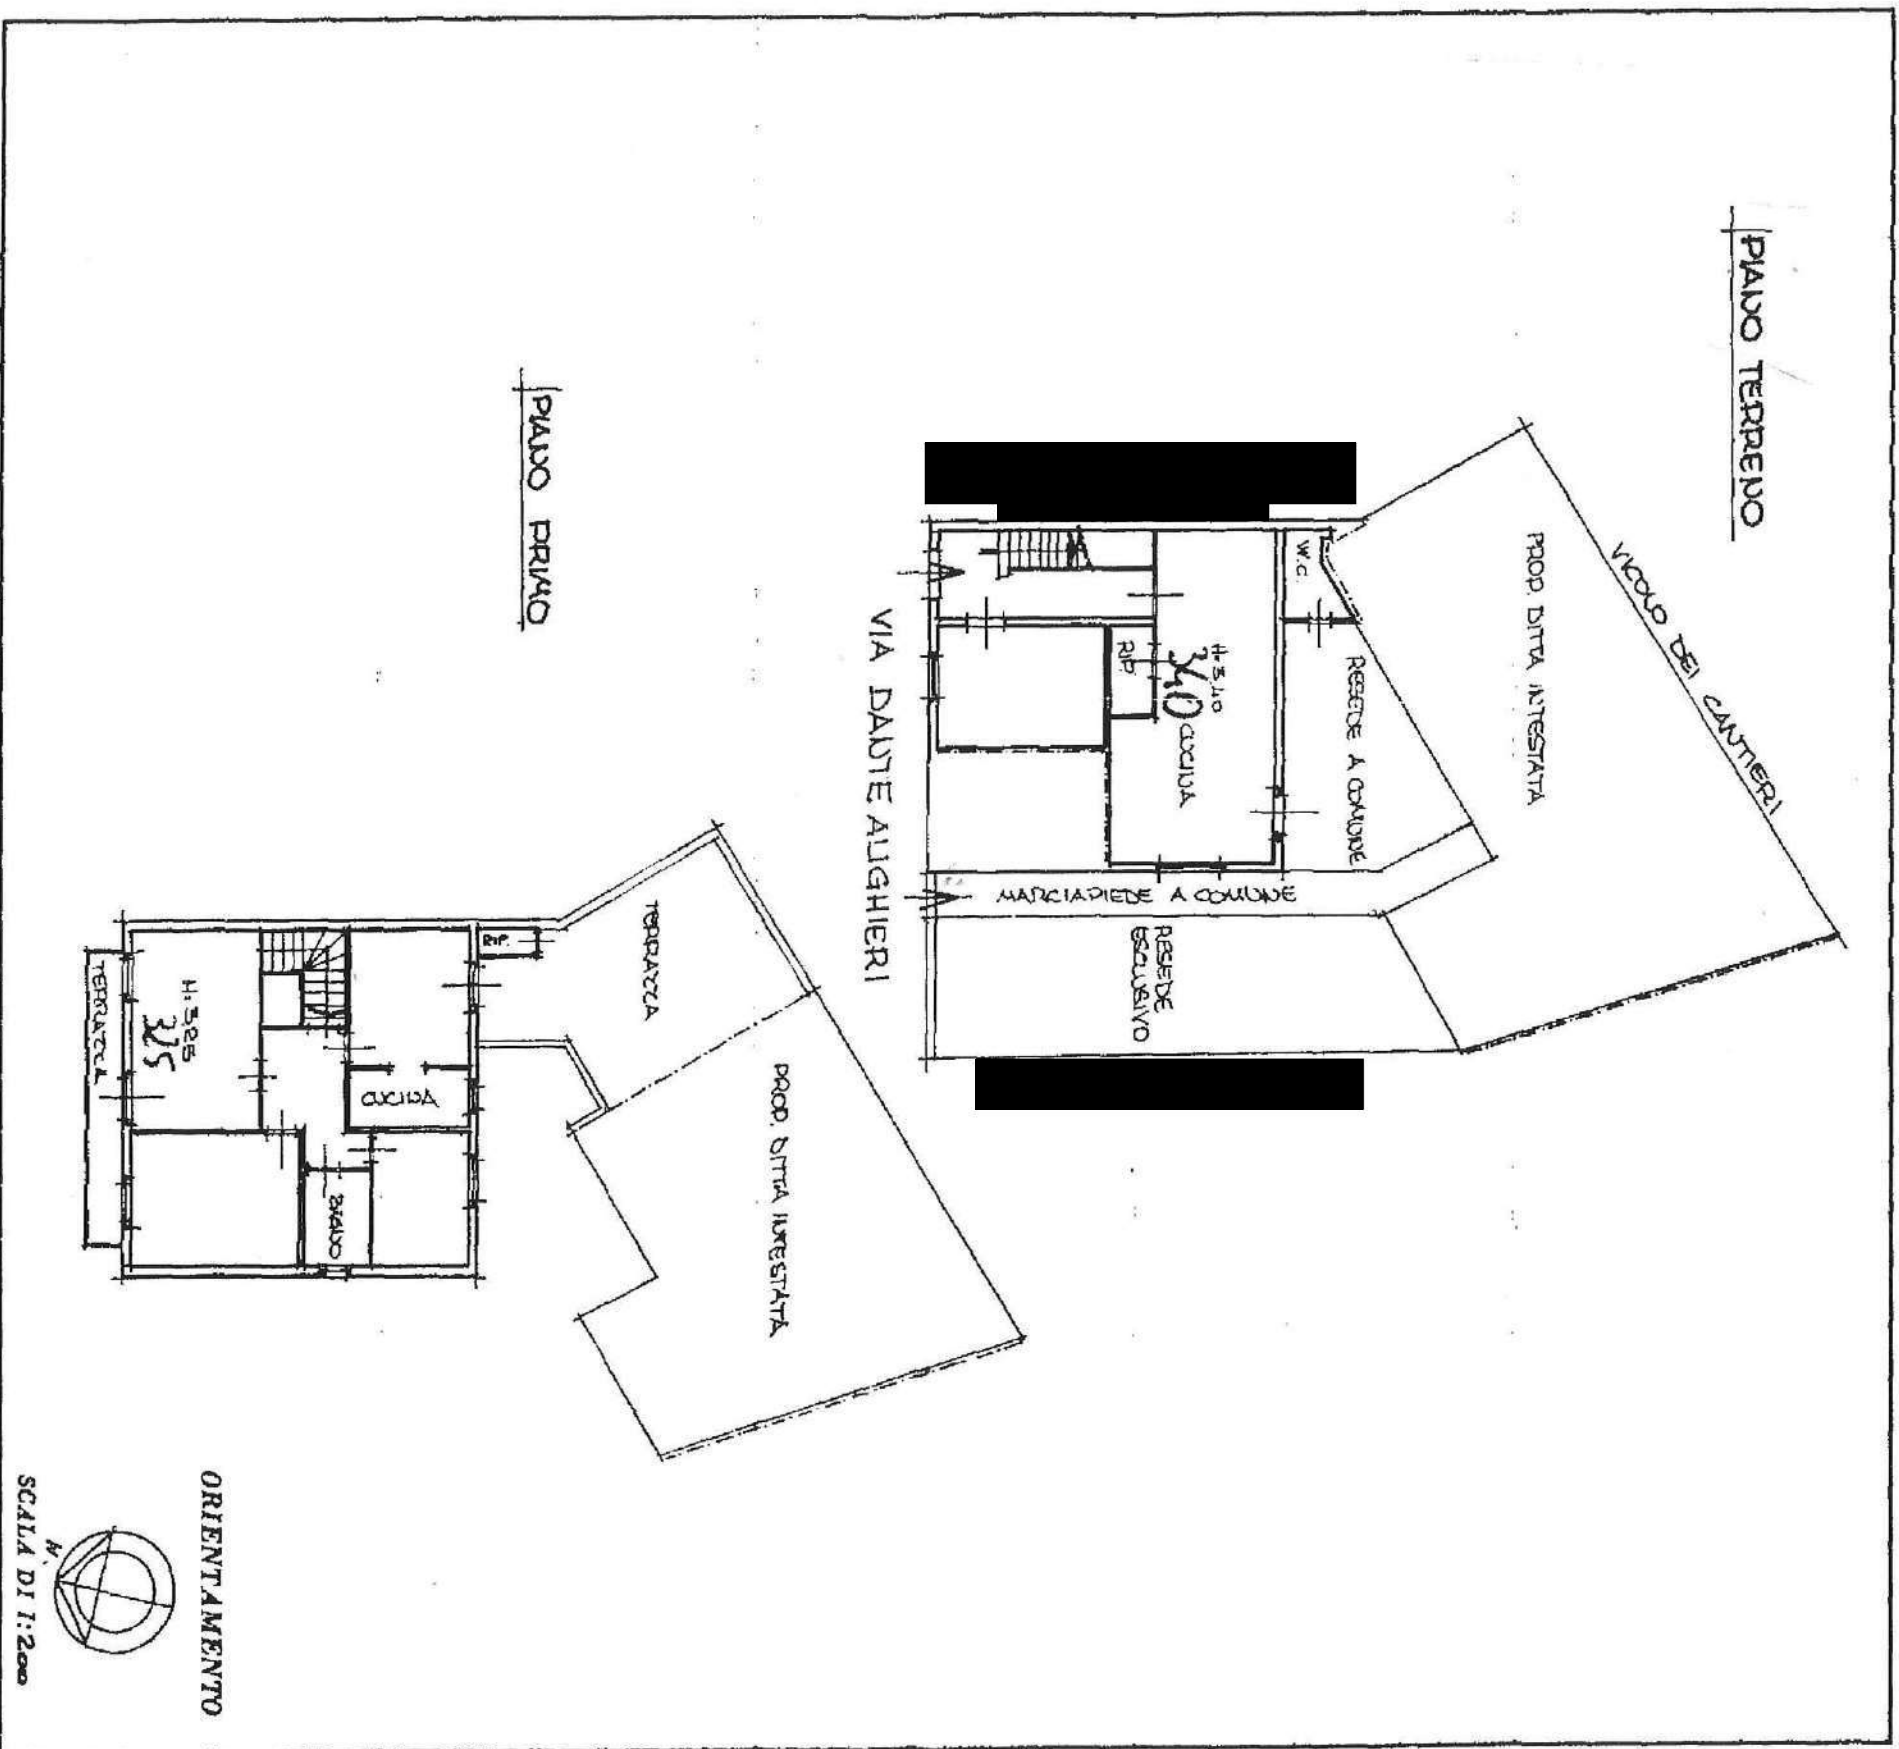 PIANO TERRENO
VICOLO DEI CANTIERI
PROP. DITTA INTESTATA
W.C.
RESEDE A COMUNE
H=3.40
340
RIP.
CUCINA
MARCIAPIEDE A COMUNE
RESEDE
ESCLUSIVO
VIA DANTE ALIGHIERI
PIANO PRIMO
TERRAZZA
PROP. DITTA INTESTATA
RIP.
CUCINA
BAGNO
H=3.25
325
TERRAZZA
ORIENTAMENTO
N.
SCALA DI 1:200